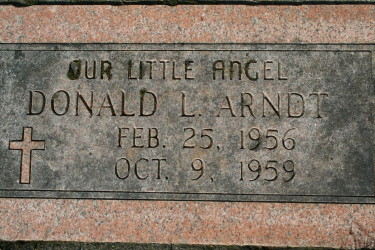 OUR LITTLE ANGEL
DONALD L. ARNDT
FEB. 25, 1956
OCT. 9, 1959